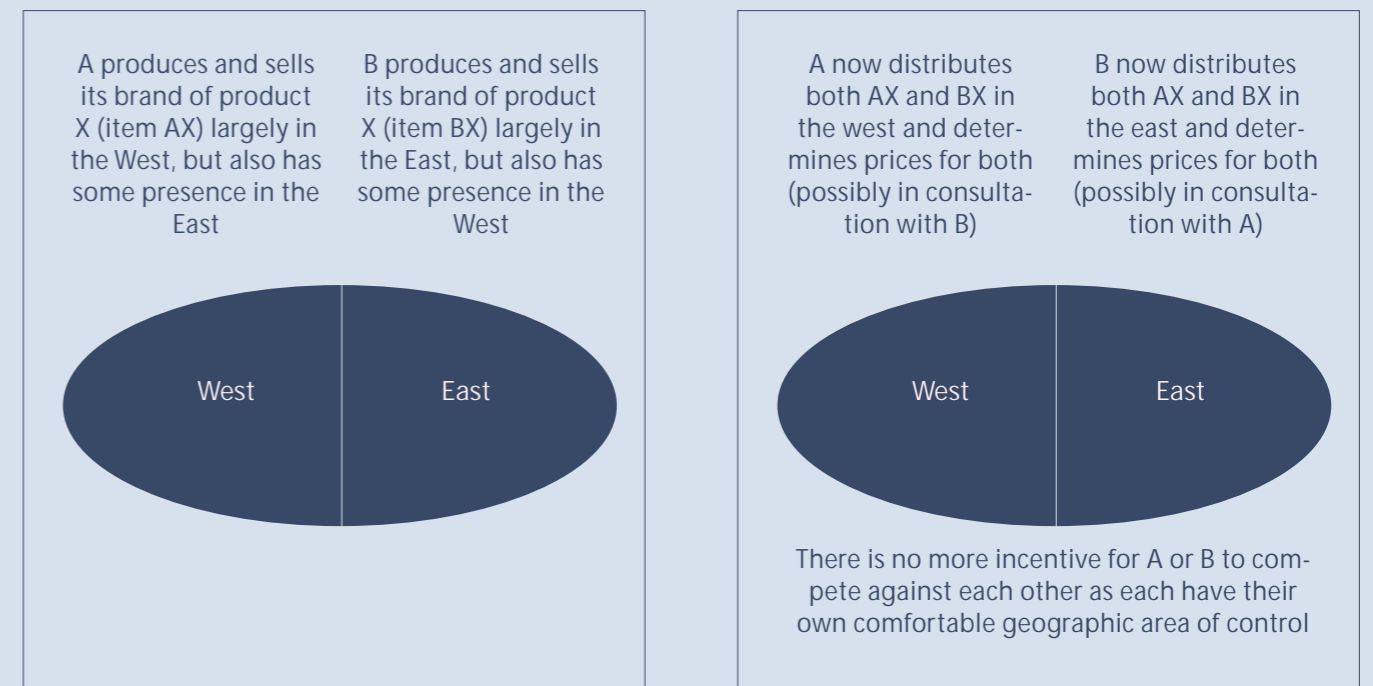 A produces and sells
its brand of product
X (item AX) largely in
the West, but also has
some presence in the
East
B produces and sells
its brand of product
X (item BX) largely in
the East, but also has
some presence in the
West
West
East
A now distributes
both AX and BX in
the west and deter-
mines prices for both
(possibly in consulta-
tion with B)
B now distributes
both AX and BX in
the east and deter-
mines prices for both
(possibly in consulta-
tion with A)
West
East
There is no more incentive for A or B to com-
pete against each other as each have their
own comfortable geographic area of control